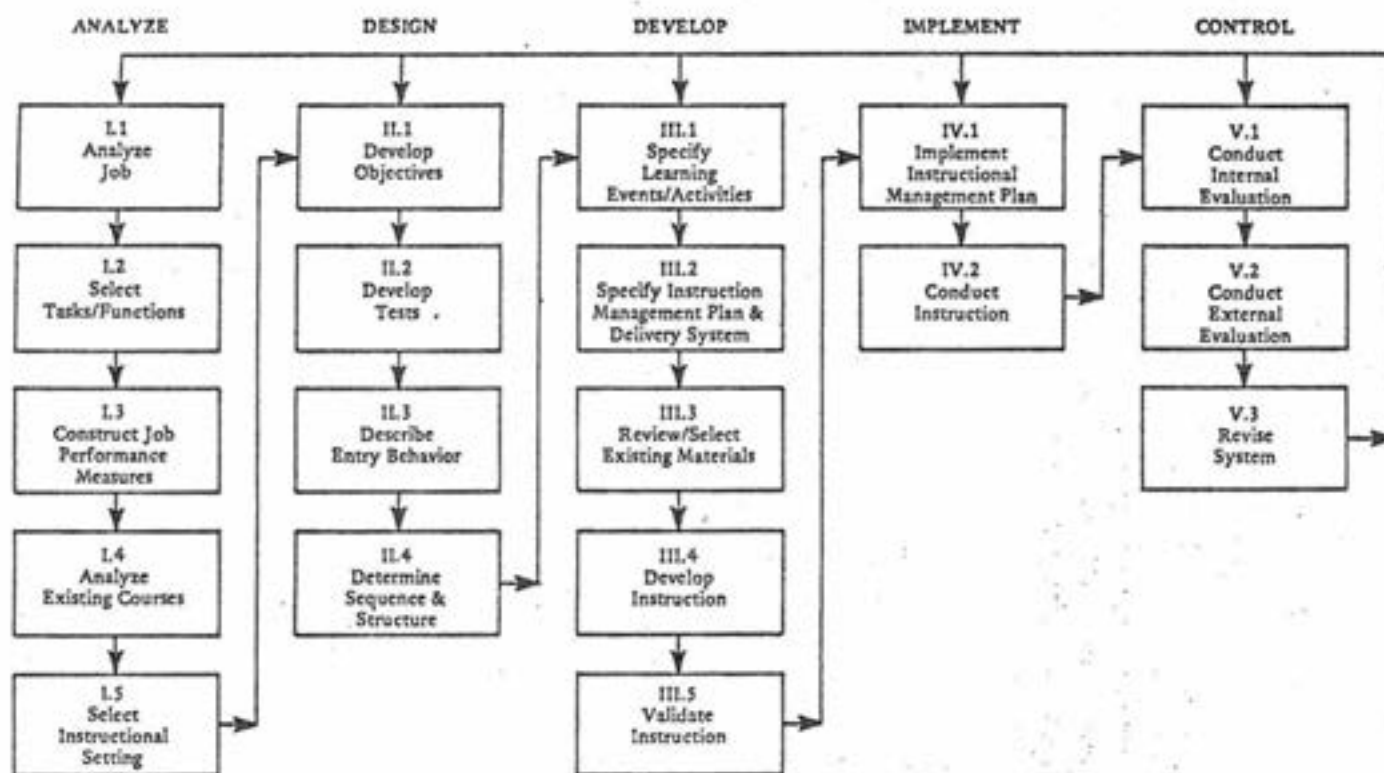 ANALYZE
DESIGN
DEVELOP
IMPLEMENT
CONTROL
I.1
Analyze
Job
I.2
Select
Tasks/Functions
I.3
Construct Job
Performance
Measures
I.4
Analyze
Existing Courses
I.5
Select
Instructional
Setting
II.1
Develop
Objectives
II.2
Develop
Tests
II.3
Describe
Entry Behavior
II.4
Determine
Sequence &
Structure
III.1
Specify
Learning
Events/Activities
III.2
Specify Instruction
Management Plan &
Delivery System
III.3
Review/Select
Existing Materials
III.4
Develop
Instruction
III.5
Validate
Instruction
IV.1
Implement
Instructional
Management Plan
IV.2
Conduct
Instruction
V.1
Conduct
Internal
Evaluation
V.2
Conduct
External
Evaluation
V.3
Revise
System